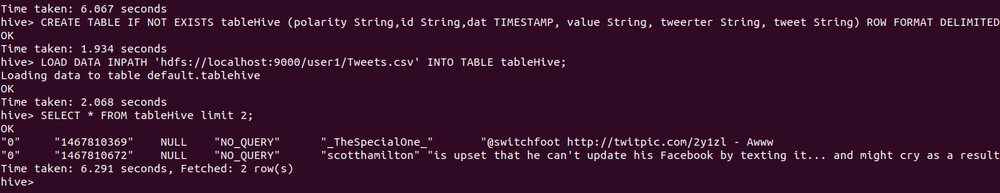 Time taken: 6.067 seconds
hive> CREATE TABLE IF NOT EXISTS tableHive (polarity String,id String,dat TIMESTAMP, value String, tweerter String, tweet String) ROW FORMAT DELIMITED
OK
Time taken: 1.934 seconds
hive> LOAD DATA INPATH 'hdfs://localhost:9000/user1/Tweets.csv' INTO TABLE tableHive;
Loading data to table default.tablehive
OK
Time taken: 2.068 seconds
hive> SELECT * FROM tableHive limit 2;
OK
"0" "1467810369" NULL "NO_QUERY" "_TheSpecialOne_" "@switchfoot http://twitpic.com/2y1zl - Awww
"0" "1467810672" NULL "NO_QUERY" "scotthamilton" "is upset that he can't update his Facebook by texting it... and might cry as a result
Time taken: 6.291 seconds, Fetched: 2 row(s)
hive>